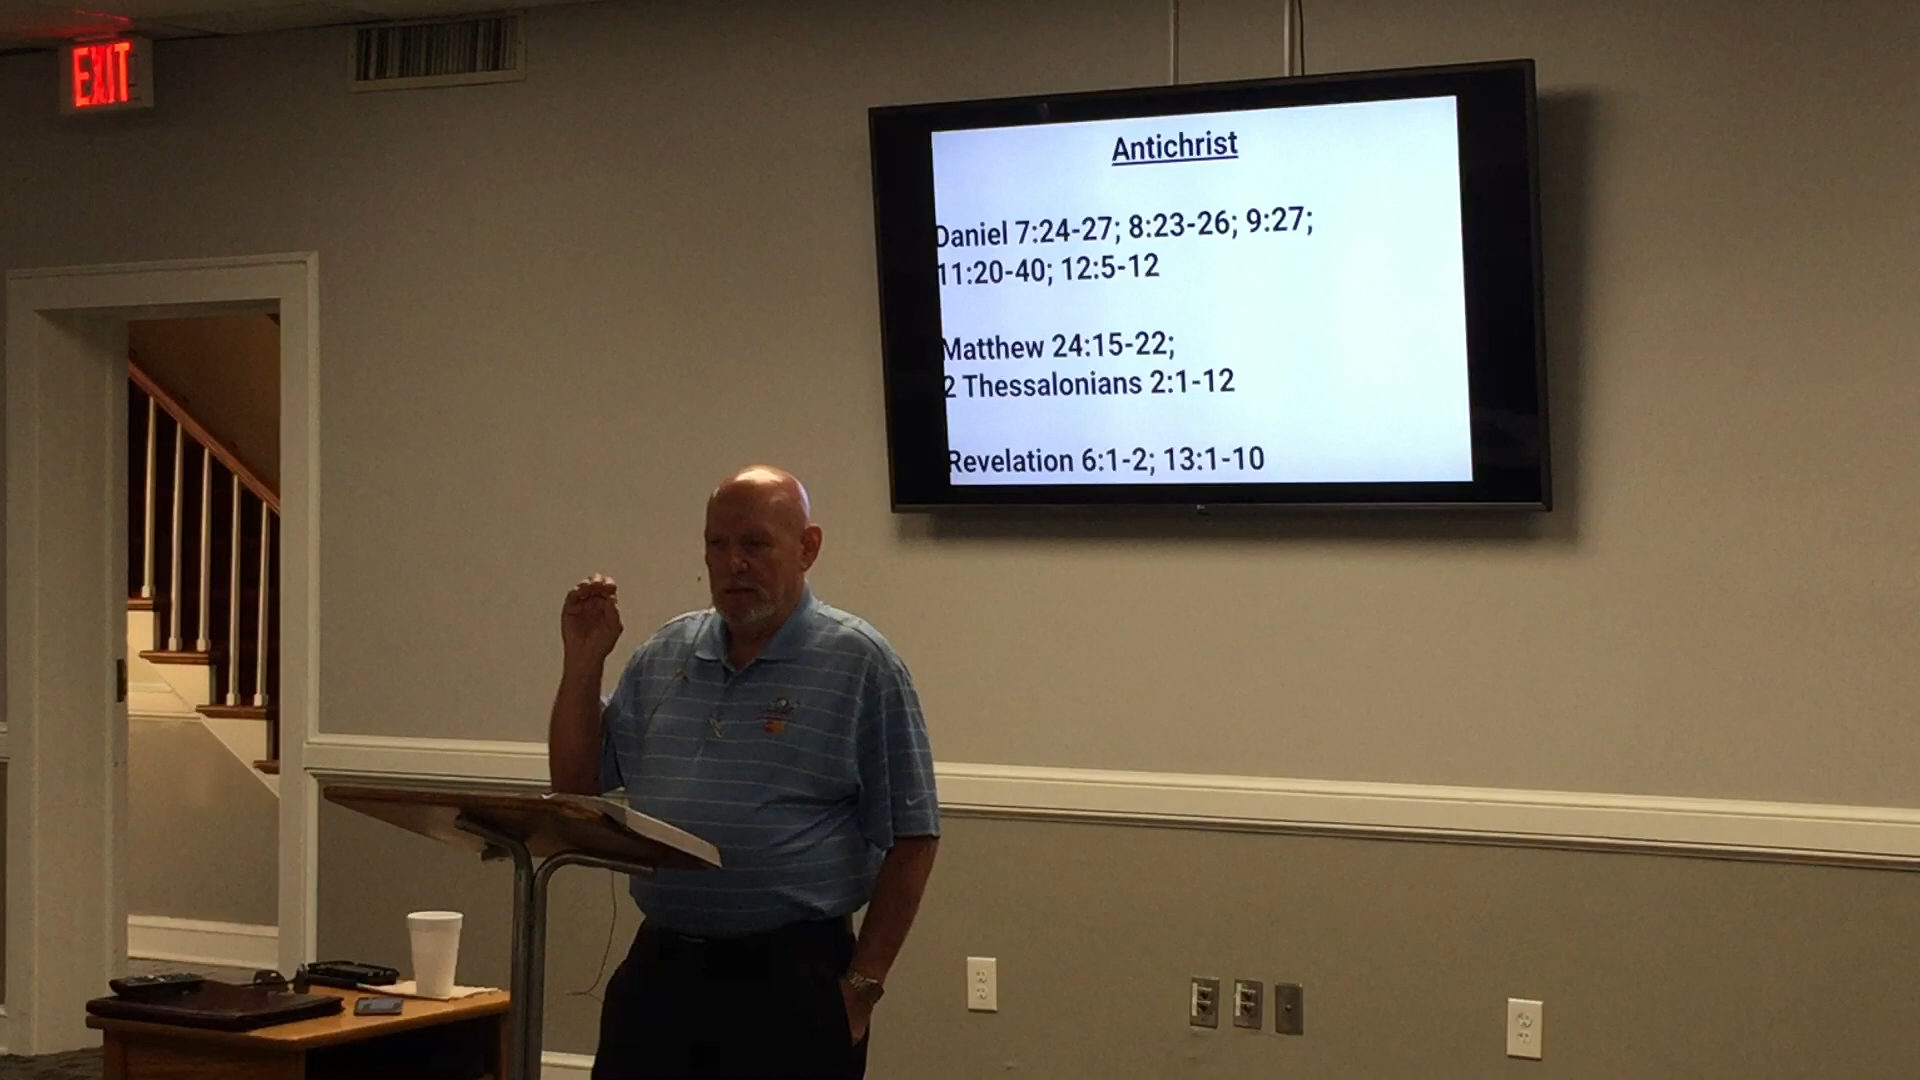 EXIT
Antichrist
Daniel 7:24-27; 8:23-26; 9:27;
11:20-40; 12:5-12
Matthew 24:15-22;
2 Thessalonians 2:1-12
Revelation 6:1-2; 13:1-10